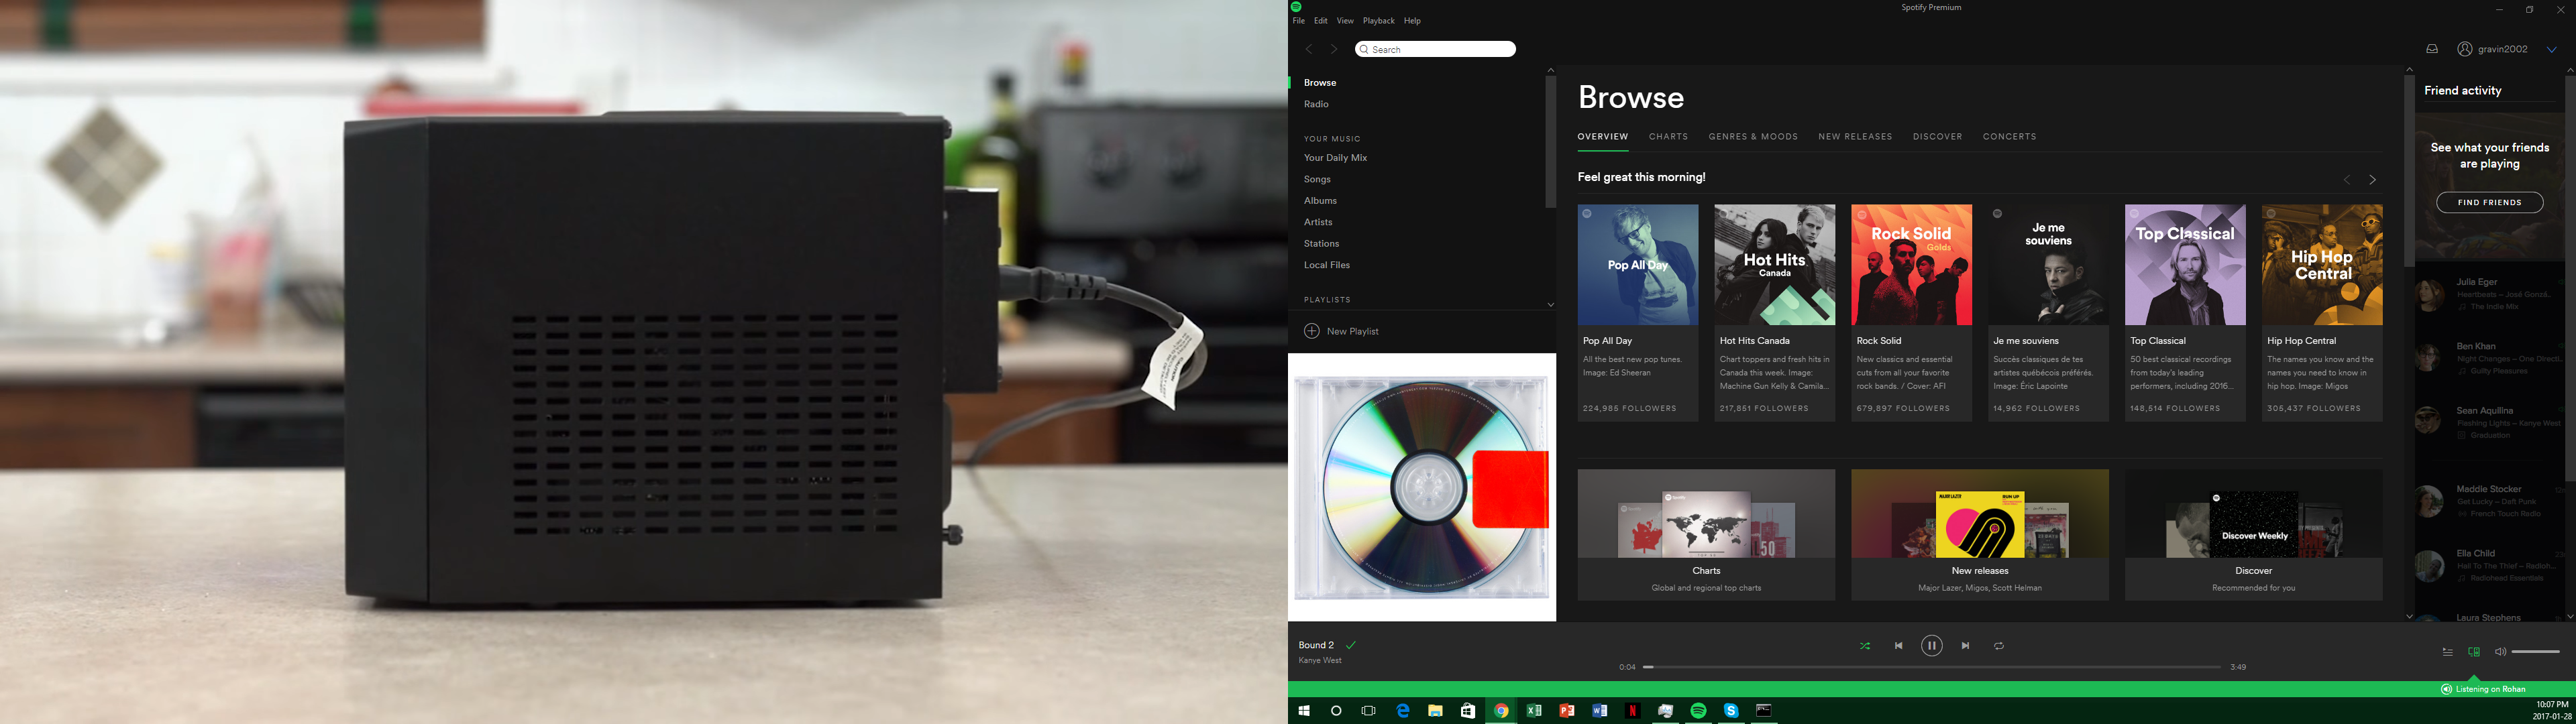 Spotify Premium
File Edit View Playback Help
Search
gravin2002
Browse
Radio
YOUR MUSIC
Your Daily Mix
Songs
Albums
Artists
Stations
Local Files
PLAYLISTS
New Playlist
Browse
OVERVIEW CHARTS GENRES & MOODS NEW RELEASES DISCOVER CONCERTS
Feel great this morning!
Pop All Day
Hot Hits
Canada
Rock Solid
Golds
Je me
souviens
Top Classical
Hip Hop
Central
Pop All Day
All the best new pop tunes.
Image: Ed Sheeran
224,985 FOLLOWERS
Hot Hits Canada
Chart toppers and fresh hits in
Canada this week. Image:
Machine Gun Kelly & Camila...
217,851 FOLLOWERS
Rock Solid
New classics and essential
cuts from all your favorite
rock bands. / Cover: AFI
679,897 FOLLOWERS
Je me souviens
Succès classiques de tes
artistes québécois préférés.
Image: Éric Lapointe
14,962 FOLLOWERS
Top Classical
50 best classical recordings
from today's leading
performers, including 2016...
148,514 FOLLOWERS
Hip Hop Central
The names you know and the
names you need to know in
hip hop. Image: Migos
305,437 FOLLOWERS
50
Charts
Global and regional top charts
MAJOR LAZER RUN UP
New releases
Major Lazer, Migos, Scott Helman
Discover Weekly
Discover
Recommended for you
Friend activity
See what your friends
are playing
FIND FRIENDS
Julia Eger
Heartbeats – José Gonzá...
The Indie Mix
Ben Khan
Night Changes – One Directi...
Guilty Pleasures
Sean Aquilina
Flashing Lights – Kanye West
Graduation
Maddie Stocker
Get Lucky – Daft Punk
French Touch Radio
Ella Child
Hail To The Thief – Radioh...
Radiohead Essentials
Laura Stephens
Bound 2
Kanye West
0:04
3:49
Listening on Rohan
10:07 PM
2017-01-28